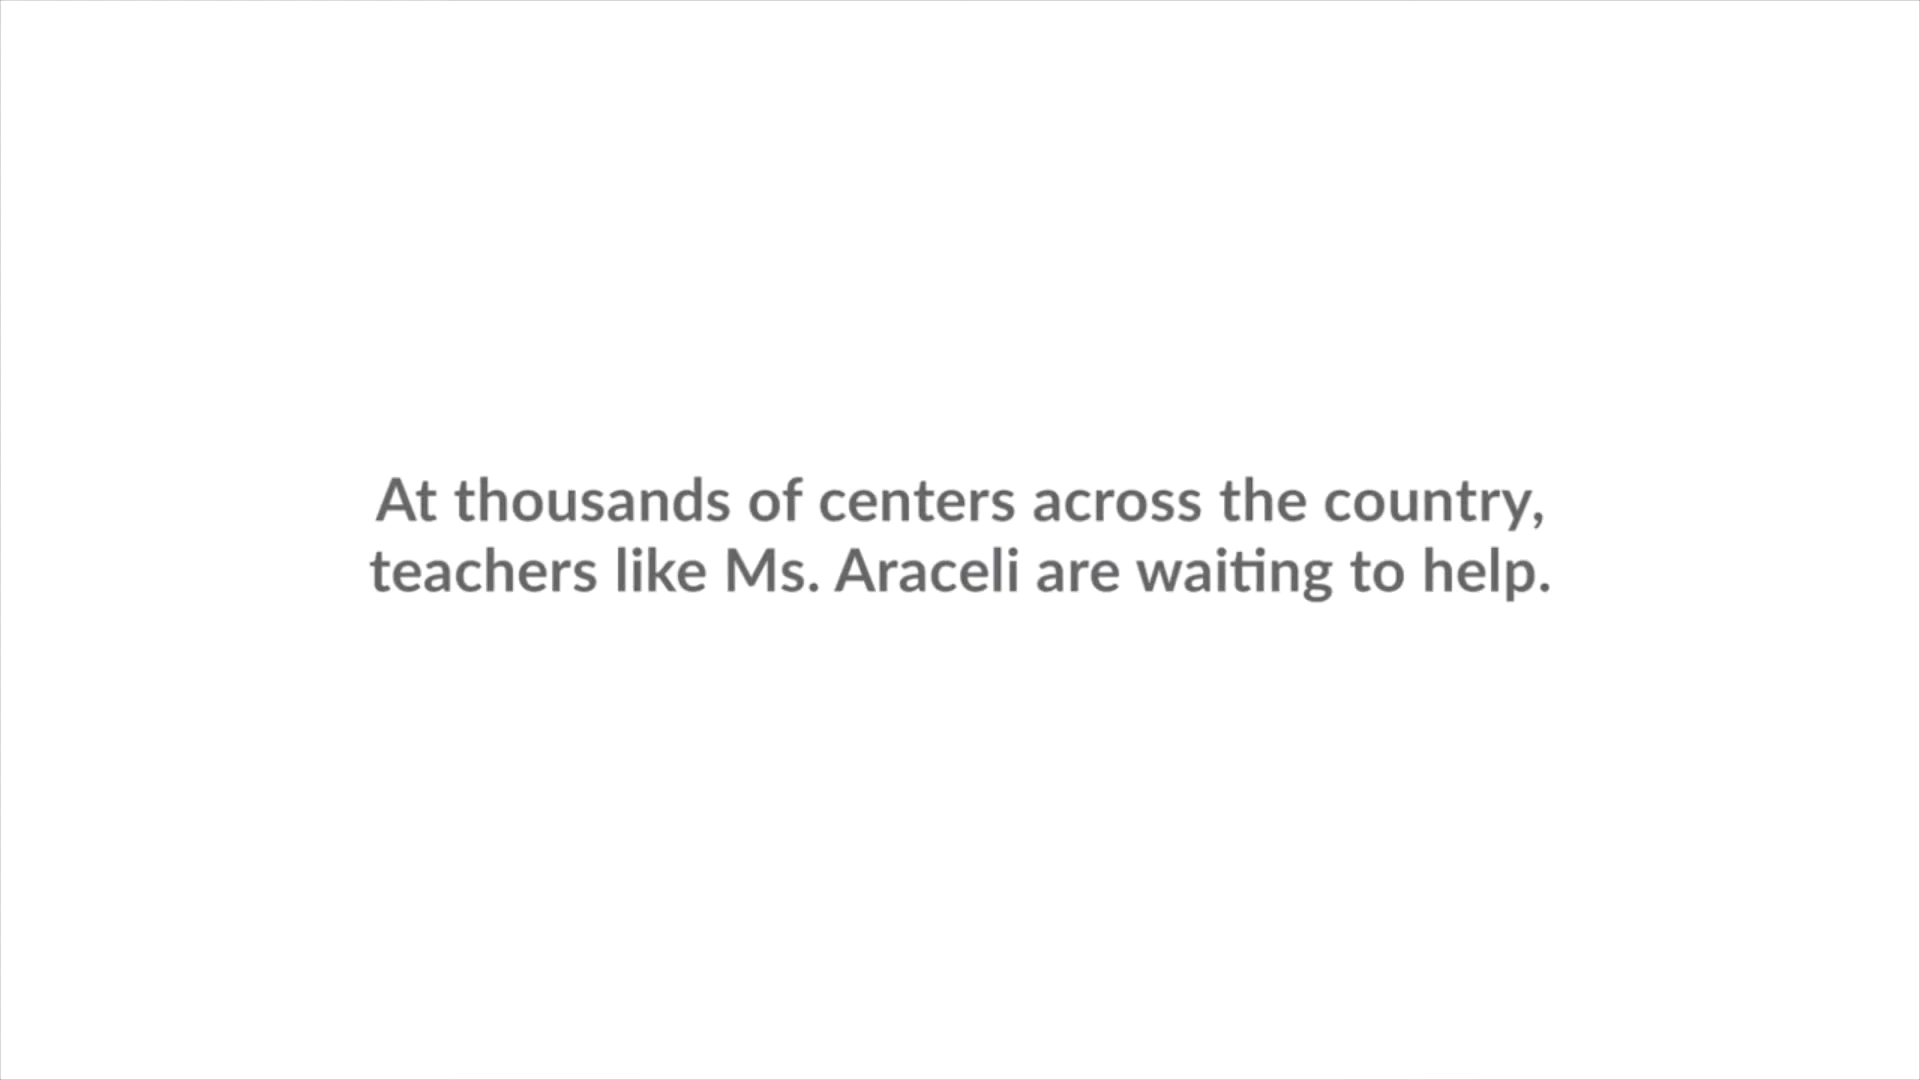 At thousands of centers across the country,
teachers like Ms. Araceli are waiting to help.